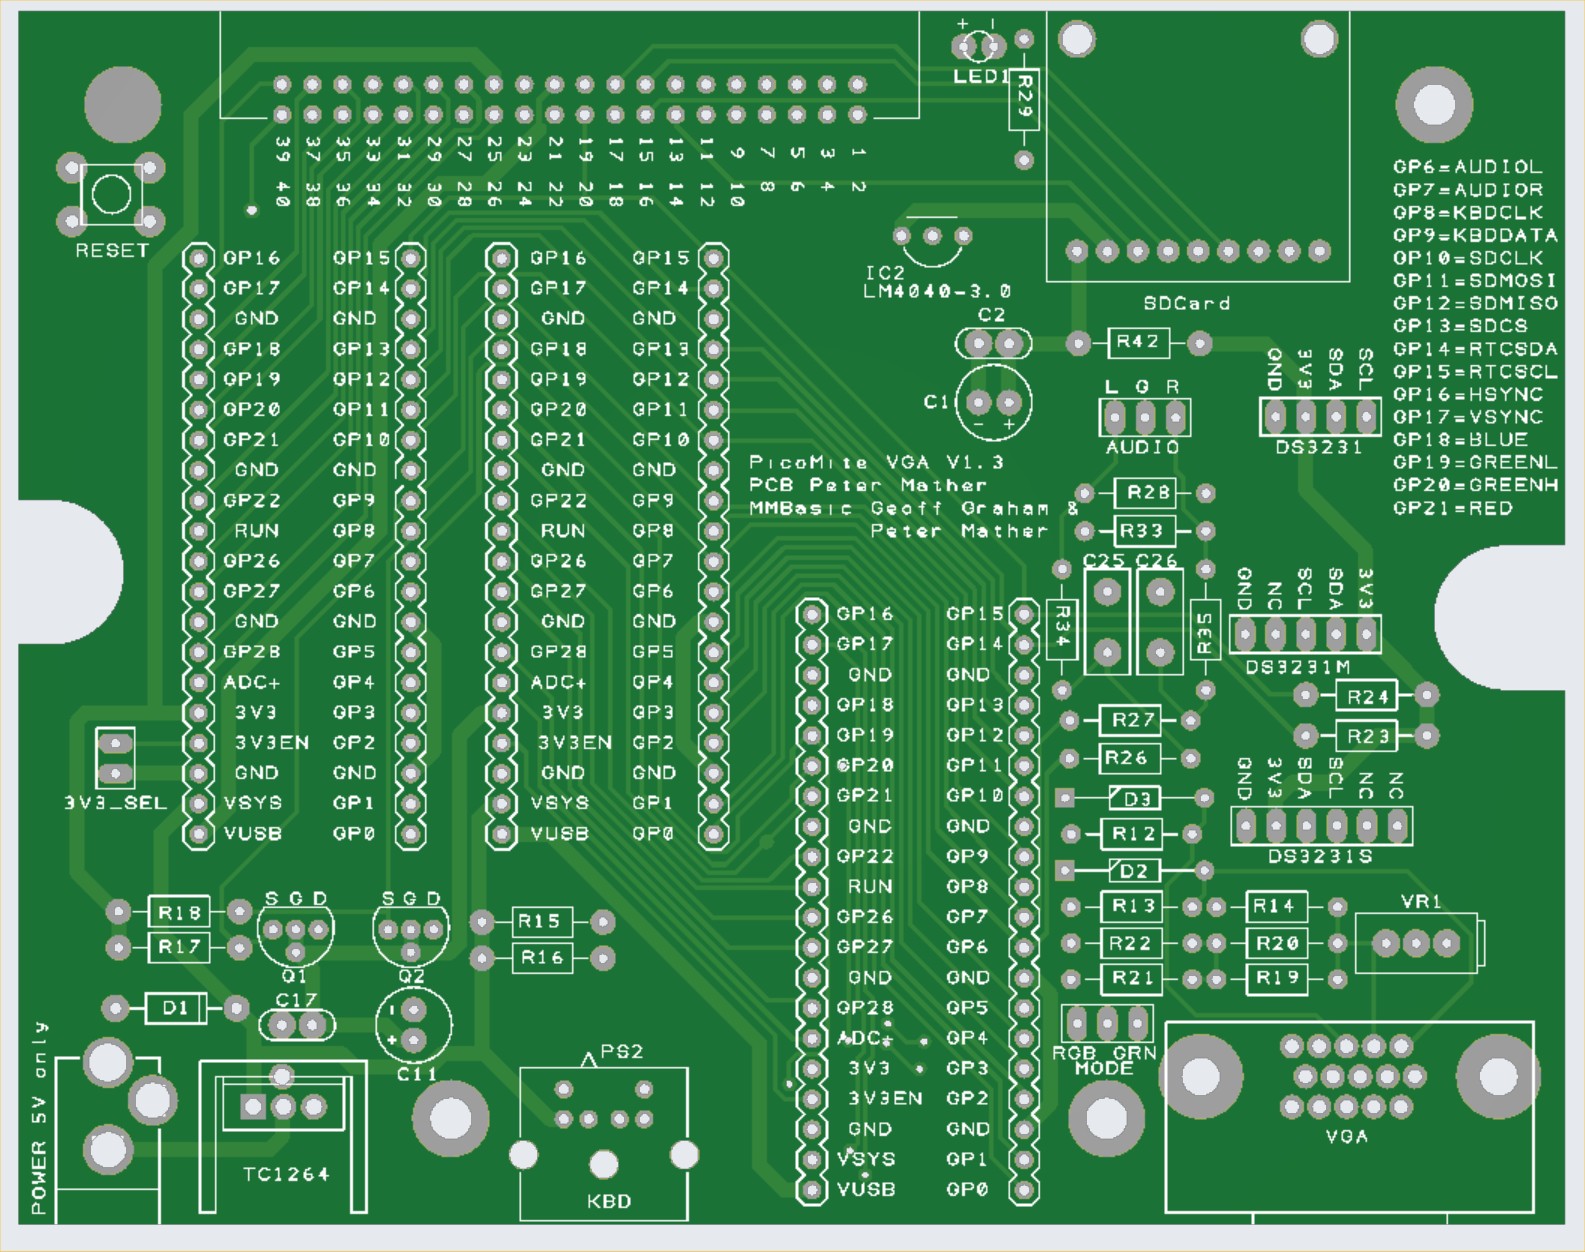 + -
LED1
R29
39 37 35 33 31 29 27 25 23 21 19 17 15 13 11 9 7 5 3 1
40 38 36 34 32 30 28 26 24 22 20 18 16 14 12 10 8 6 4 2
RESET
GP6=AUDIOL
GP7=AUDIOR
GP8=KBDCLK
GP9=KBDDATA
GP10=SDCLK
GP11=SDMOSI
GP12=SDMISO
GP13=SDCS
GP14=RTCSDA
GP15=RTCSCL
GP16=HSYNC
GP17=VSYNC
GP18=BLUE
GP19=GREENL
GP20=GREENH
GP21=RED
IC2
LM4040-3.0
SDCard
C2
R42
C1
- +
L G R
AUDIO
GND 3V3 SDA SCL
DS3231
GP16 GP15 GP16 GP15
GP17 GP14 GP17 GP14
GND GND GND GND
GP18 GP13 GP18 GP13
GP19 GP12 GP19 GP12
GP20 GP11 GP20 GP11
GP21 GP10 GP21 GP10
GND GND GND GND
GP22 GP9 GP22 GP9
RUN GP8 RUN GP8
GP26 GP7 GP26 GP7
GP27 GP6 GP27 GP6
GND GND GND GND
GP28 GP5 GP28 GP5
ADC+ GP4 ADC+ GP4
3V3 GP3 3V3 GP3
3V3EN GP2 3V3EN GP2
GND GND GND GND
VSYS GP1 VSYS GP1
VUSB GP0 VUSB GP0
3V3_SEL
PicoMite VGA V1.3
PCB Peter Mather
MMBasic Geoff Graham &
Peter Mather
R28
R33
C25 C26
R34
R35
GND NC SCL SDA 3V3
DS3231M
R24
R23
R27
R26
D3
R12
D2
GND 3V3 SDA SCL NC NC
DS3231S
GP16 GP15
GP17 GP14
GND GND
GP18 GP13
GP19 GP12
GP20 GP11
GP21 GP10
GND GND
GP22 GP9
RUN GP8
GP26 GP7
GP27 GP6
GND GND
GP28 GP5
ADC+ GP4
3V3 GP3
3V3EN GP2
GND GND
VSYS GP1
VUSB GP0
R13 R14
R22 R20
R21 R19
VR1
RGB GRN
MODE
VGA
R18
R17
S G D
Q1
S G D
Q2
R15
R16
D1
C17
- +
C11
POWER 5V only
TC1264
PS2
KBD